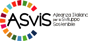 ASviS
Alleanza Italiana
per lo Sviluppo
Sostenibile